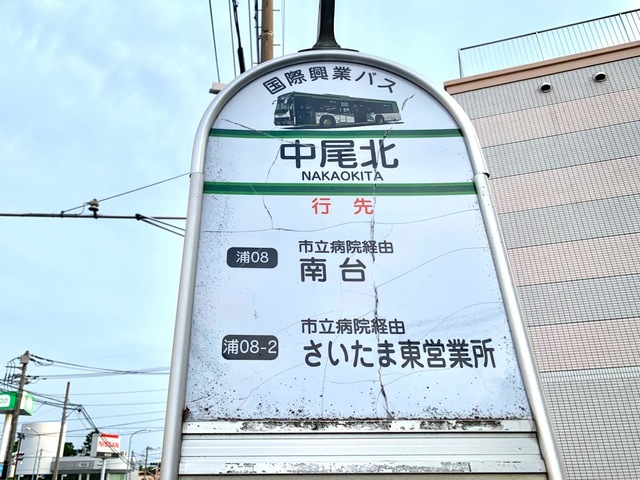 国際興業バス
中尾北
NAKAOKITA
行先
浦08
市立病院経由
南台
浦08-2
市立病院経由
さいたま東営業所
NISSAN